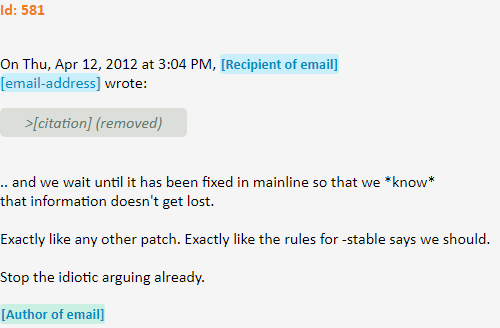 Id: 581
On Thu, Apr 12, 2012 at 3:04 PM, [Recipient of email]
[email-address] wrote:
>[citation] (removed)
.. and we wait until it has been fixed in mainline so that we *know*
that information doesn't get lost.
Exactly like any other patch. Exactly like the rules for -stable says we should.
Stop the idiotic arguing already.
[Author of email]